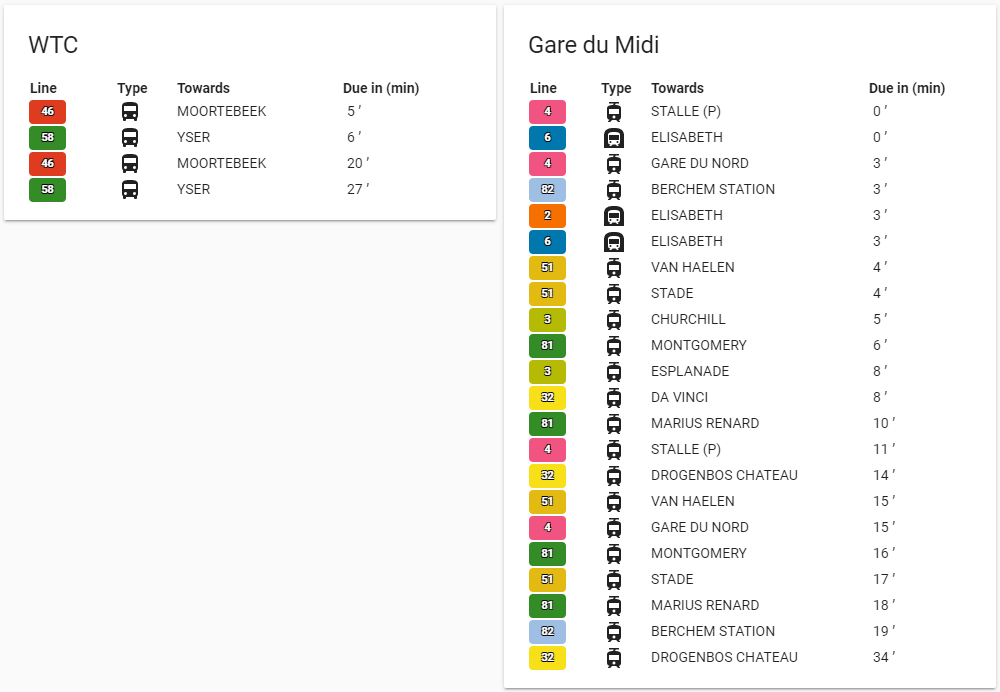 WTC
Line Type Towards Due in (min)
46 MOORTEBEEK 5 ’
58 YSER 6 ’
46 MOORTEBEEK 20 ’
58 YSER 27 ’
Gare du Midi
Line Type Towards Due in (min)
4 STALLE (P) 0 ’
6 ELISABETH 0 ’
4 GARE DU NORD 3 ’
82 BERCHEM STATION 3 ’
2 ELISABETH 3 ’
6 ELISABETH 3 ’
51 VAN HAELEN 4 ’
51 STADE 4 ’
3 CHURCHILL 5 ’
81 MONTGOMERY 6 ’
3 ESPLANADE 8 ’
32 DA VINCI 8 ’
81 MARIUS RENARD 10 ’
4 STALLE (P) 11 ’
32 DROGENBOS CHATEAU 14 ’
51 VAN HAELEN 15 ’
4 GARE DU NORD 15 ’
81 MONTGOMERY 16 ’
51 STADE 17 ’
81 MARIUS RENARD 18 ’
82 BERCHEM STATION 19 ’
32 DROGENBOS CHATEAU 34 ’